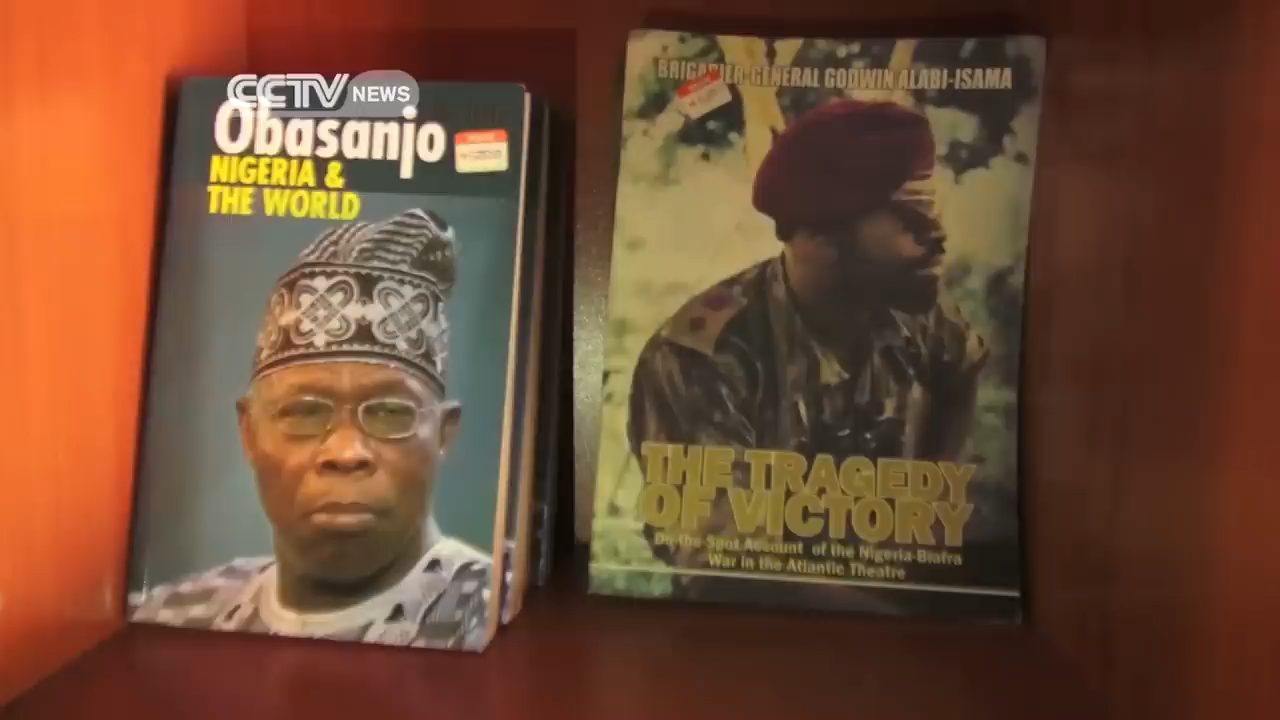 CCTV NEWS
Obasanjo
NIGERIA &
THE WORLD
BRIGADIER-GENERAL GODWIN ALABI-ISAMA
THE TRAGEDY
OF VICTORY
On-the-Spot Account of the Nigeria-Biafra
War in the Atlantic Theatre